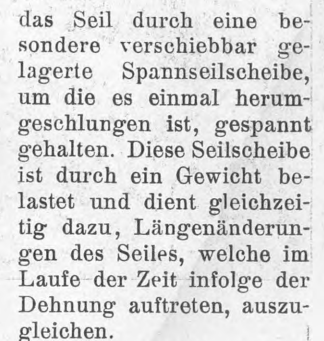 das Seil durch eine be-
sondere verschiebbar ge-
lagerte Spannseilscheibe,
um die es einmal herum-
geschlungen ist, gespannt
gehalten. Diese Seilscheibe
ist durch ein Gewicht be-
lastet und dient gleichzei-
tig dazu, Längenänderun-
gen des Seiles, welche im
Laufe der Zeit infolge der
Dehnung auftreten, auszu-
gleichen.